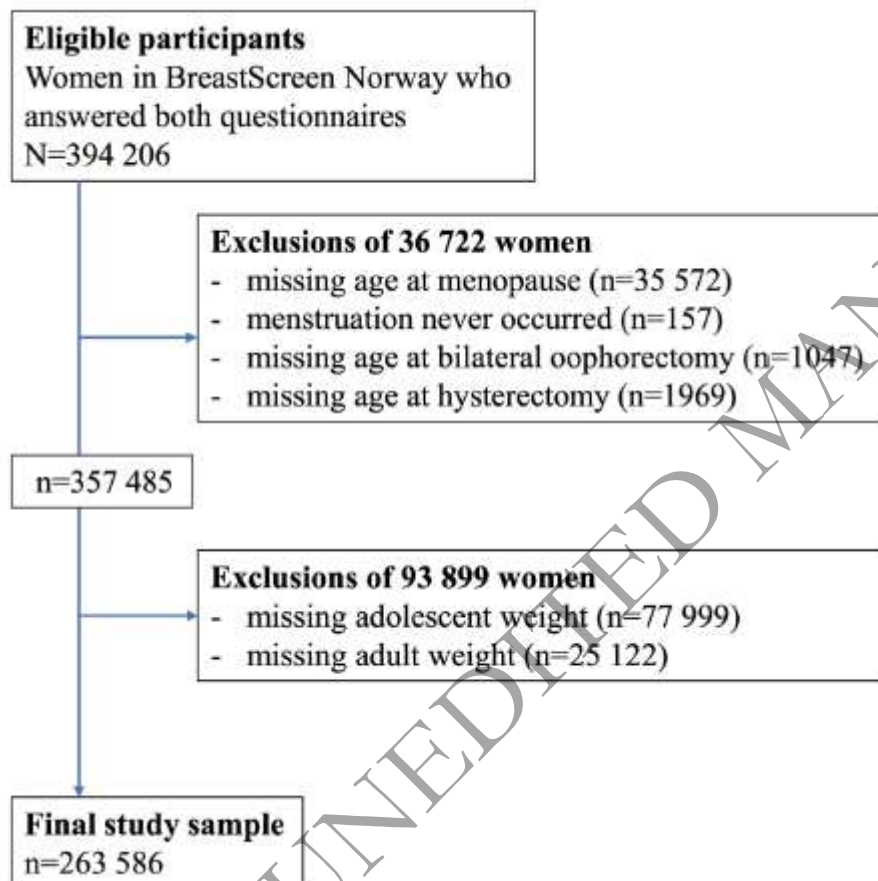 Eligible participants
Women in BreastScreen Norway who
answered both questionnaires
N=394 206
Exclusions of 36 722 women
- missing age at menopause (n=35 572)
- menstruation never occurred (n=157)
- missing age at bilateral oophorectomy (n=1047)
- missing age at hysterectomy (n=1969)
n=357 485
Exclusions of 93 899 women
- missing adolescent weight (n=77 999)
- missing adult weight (n=25 122)
Final study sample
n=263 586
UNEDITED MAN